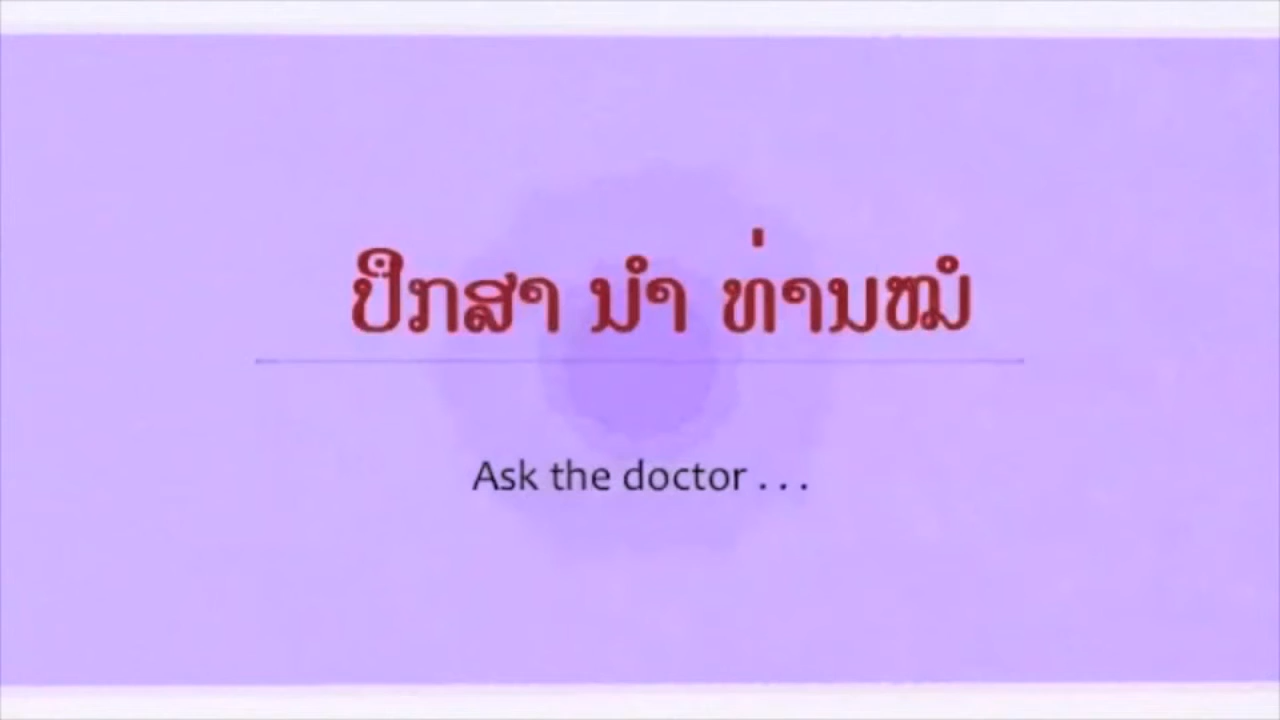 ປຶກສາ ນຳ ທ່ານໝໍ
Ask the doctor . . .